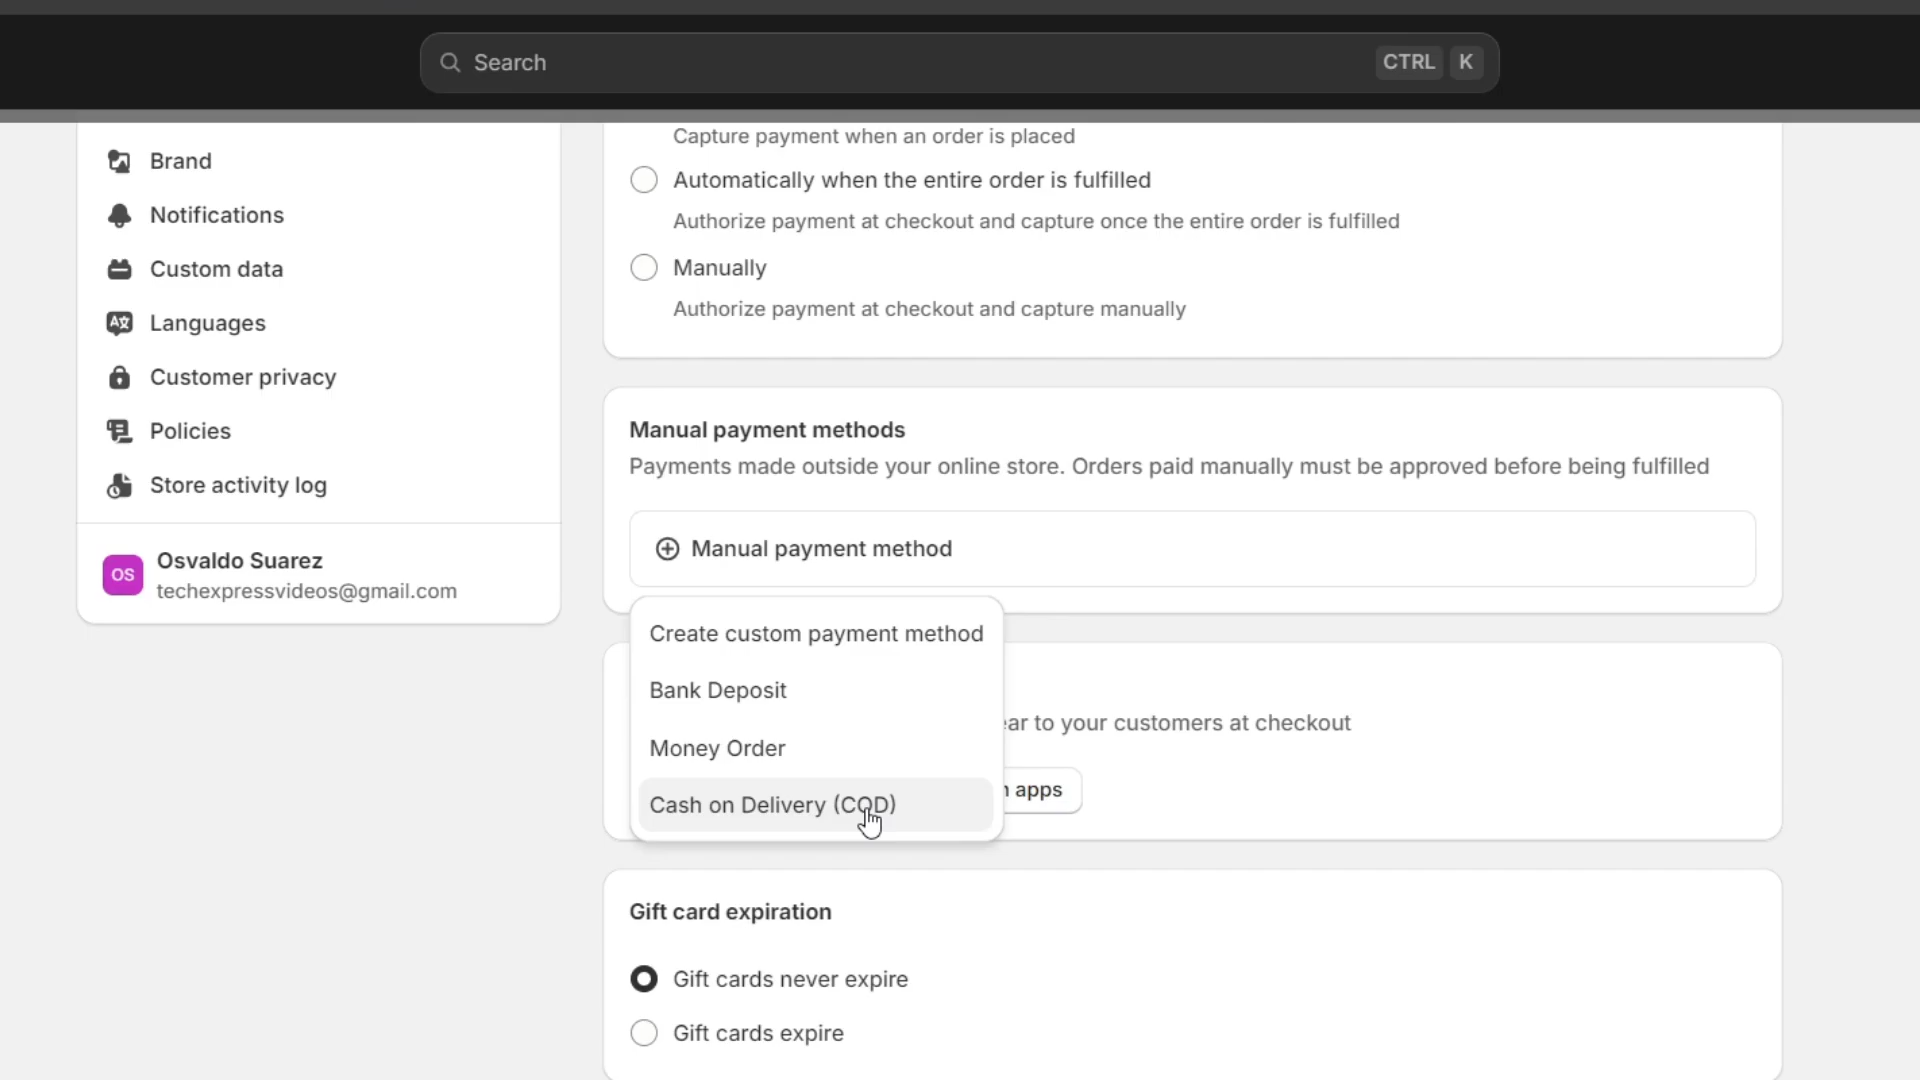 Search
CTRL K
Brand
Notifications
Custom data
Languages
Customer privacy
Policies
Store activity log
OS
Osvaldo Suarez
techexpressvideos@gmail.com
Capture payment when an order is placed
Automatically when the entire order is fulfilled
Authorize payment at checkout and capture once the entire order is fulfilled
Manually
Authorize payment at checkout and capture manually
Manual payment methods
Payments made outside your online store. Orders paid manually must be approved before being fulfilled
Manual payment method
Create custom payment method
Bank Deposit
Money Order
Cash on Delivery (COD)
to your customers at checkout
apps
Gift card expiration
Gift cards never expire
Gift cards expire